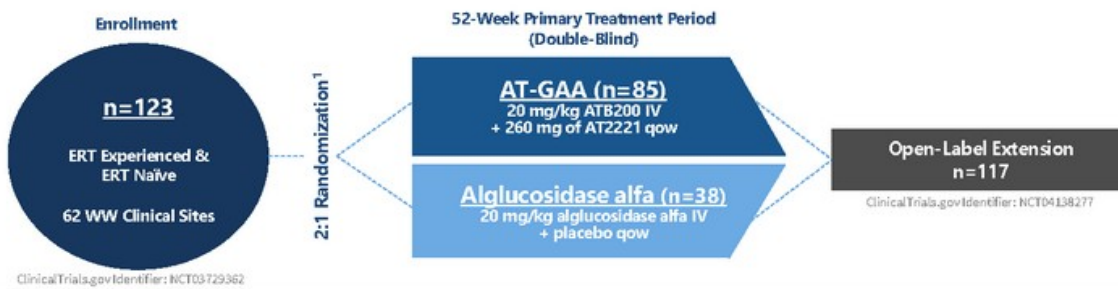 Enrollment
n=123
ERT Experienced &
ERT Naïve
62 WW Clinical Sites
ClinicalTrials.gov Identifier: NCT03729362
2:1 Randomization¹
52-Week Primary Treatment Period
(Double-Blind)
AT-GAA (n=85)
20 mg/kg ATB200 IV
+ 260 mg of AT2221 qow
Alglucosidase alfa (n=38)
20 mg/kg alglucosidase alfa IV
+ placebo qow
Open-Label Extension
n=117
ClinicalTrials.gov Identifier: NCT04138277